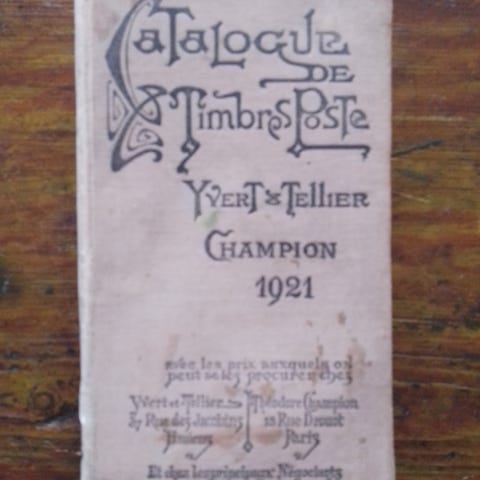 Catalogue
de
Timbres Poste
Yvert & Tellier
Champion
1921
avec les prix auxquels on
peut se les procurer chez
Yvert et Tellier Théodore Champion
Rue des Jacobins 13 Rue Drouot
Amiens Paris
Et chez les principaux Négociants